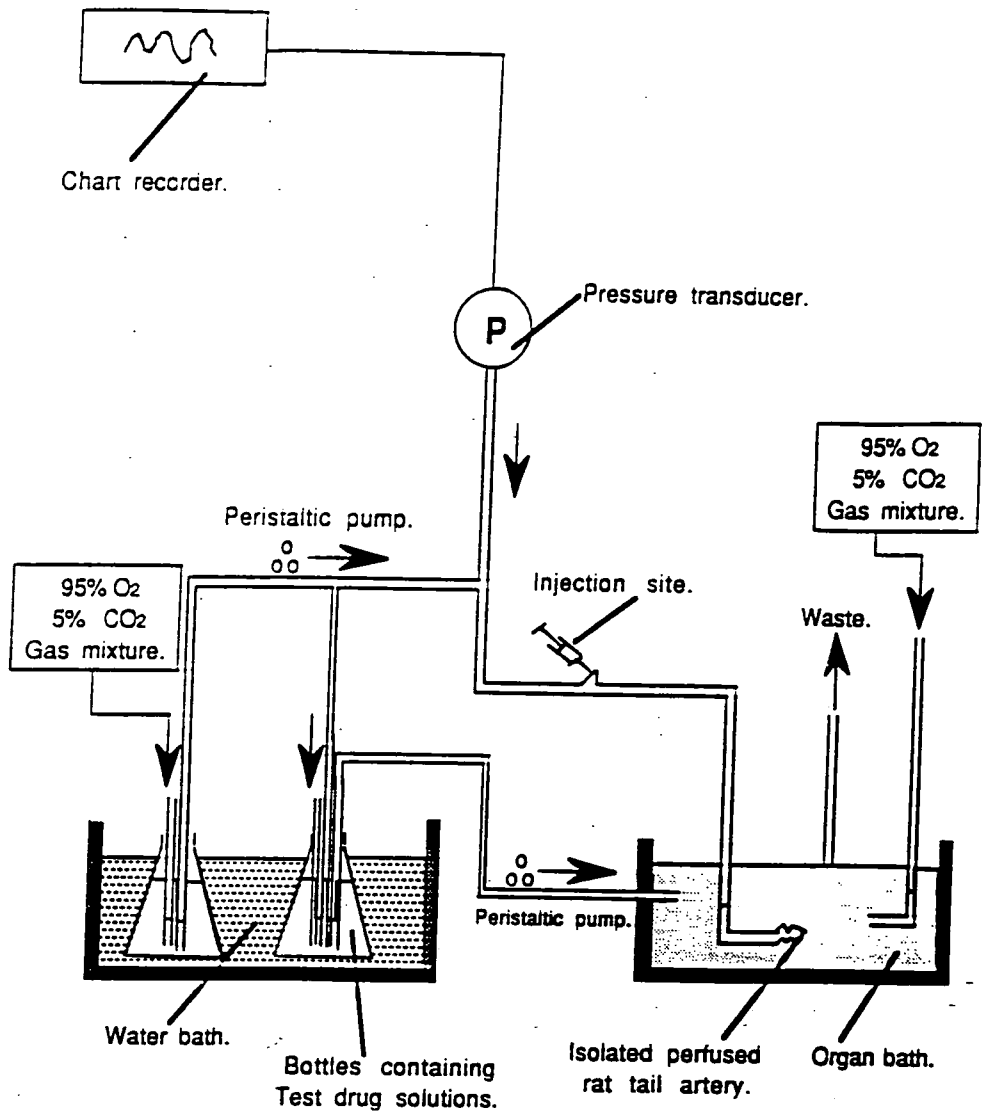 Chart recorder.
P
Pressure transducer.
95% O2
5% CO2
Gas mixture.
Peristaltic pump.
Injection site.
95% O2
5% CO2
Gas mixture.
Waste.
Peristaltic pump.
Water bath.
Bottles containing
Test drug solutions.
Isolated perfused
rat tail artery.
Organ bath.